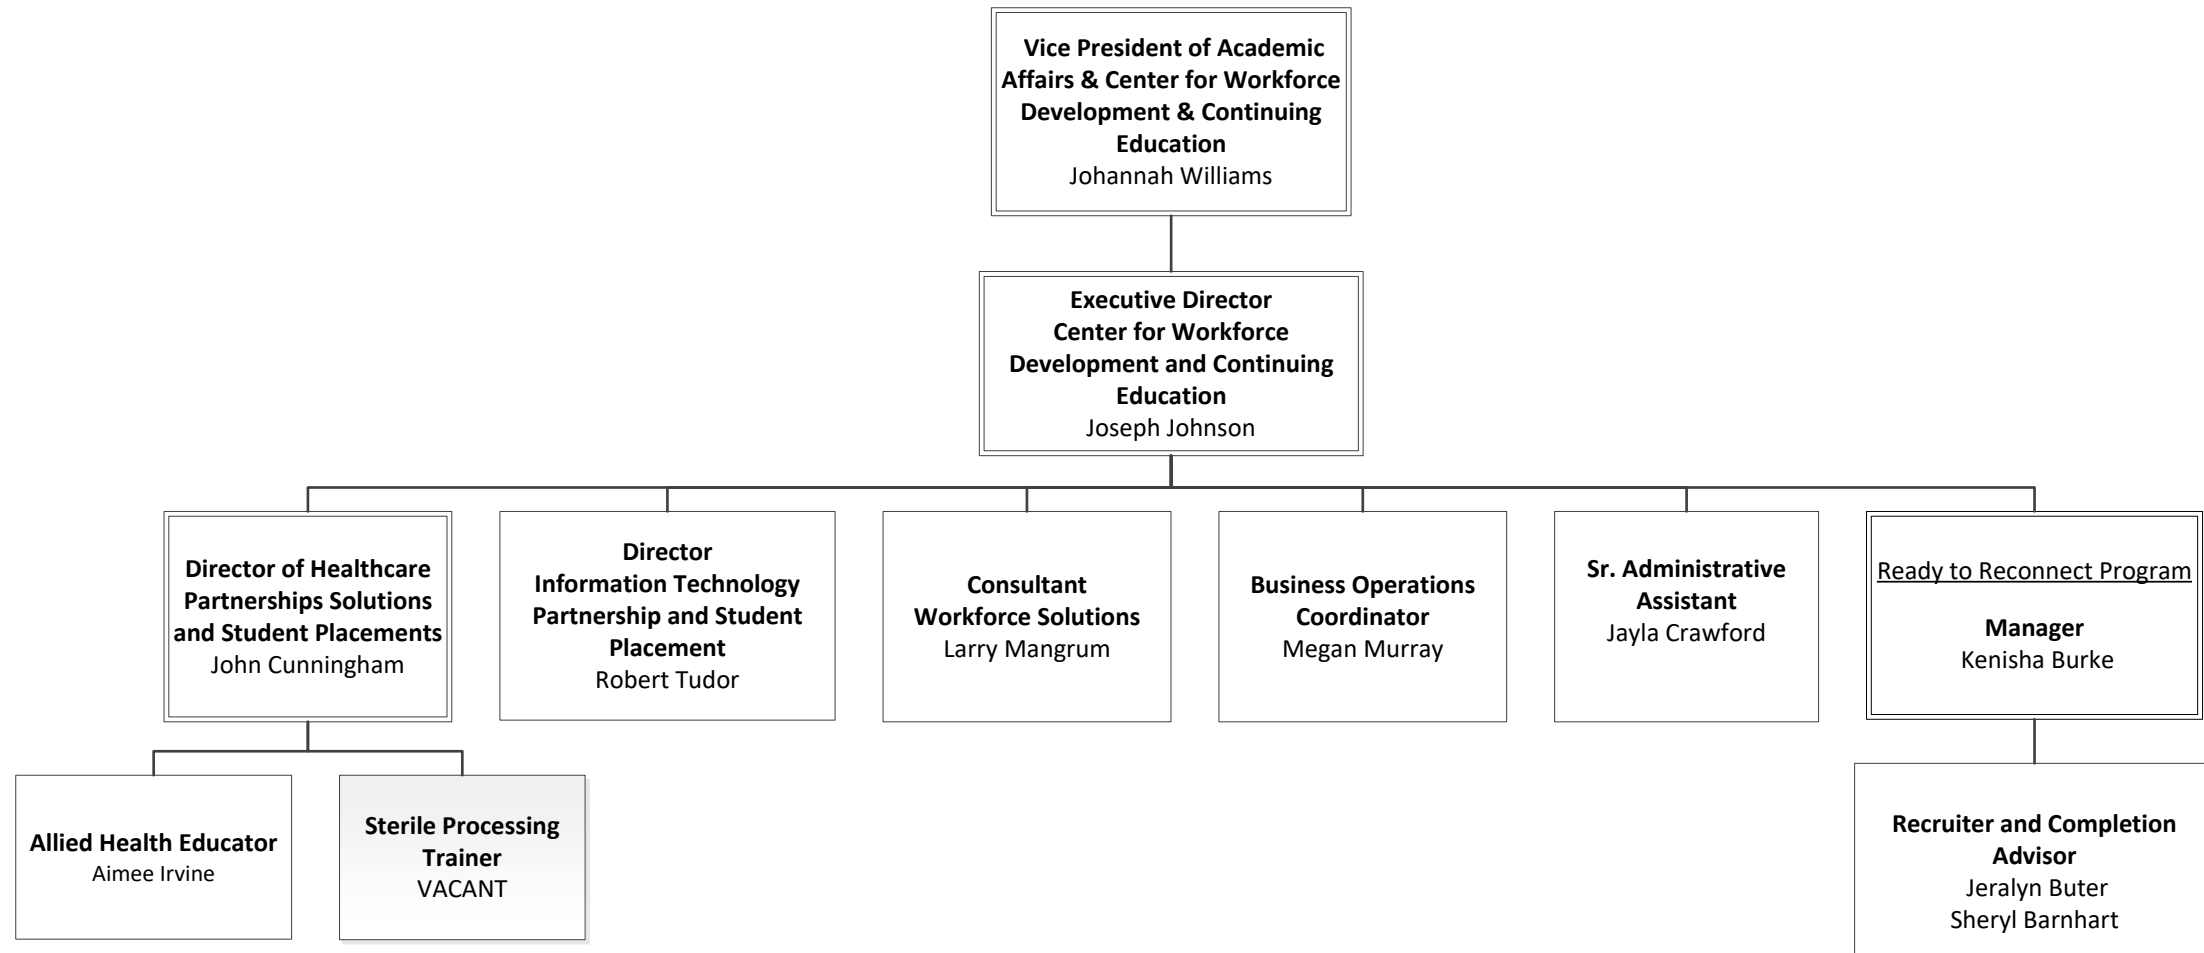 Vice President of Academic
Affairs & Center for Workforce
Development & Continuing
Education
Johannah Williams
Executive Director
Center for Workforce
Development and Continuing
Education
Joseph Johnson
Director of Healthcare
Partnerships Solutions
and Student Placements
John Cunningham
Director
Information Technology
Partnership and Student
Placement
Robert Tudor
Consultant
Workforce Solutions
Larry Mangrum
Business Operations
Coordinator
Megan Murray
Sr. Administrative
Assistant
Jayla Crawford
Ready to Reconnect Program
Manager
Kenisha Burke
Allied Health Educator
Aimee Irvine
Sterile Processing
Trainer
VACANT
Recruiter and Completion
Advisor
Jeralyn Buter
Sheryl Barnhart